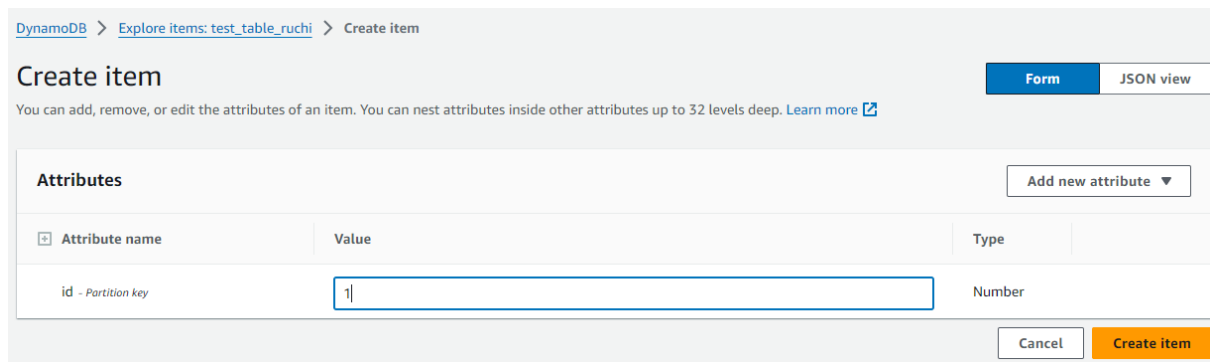 DynamoDB > Explore items: test_table_ruchi > Create item
Create item
Form JSON view
You can add, remove, or edit the attributes of an item. You can nest attributes inside other attributes up to 32 levels deep. Learn more
Attributes
Add new attribute ▼
Attribute name Value Type
id - Partition key 1 Number
Cancel Create item